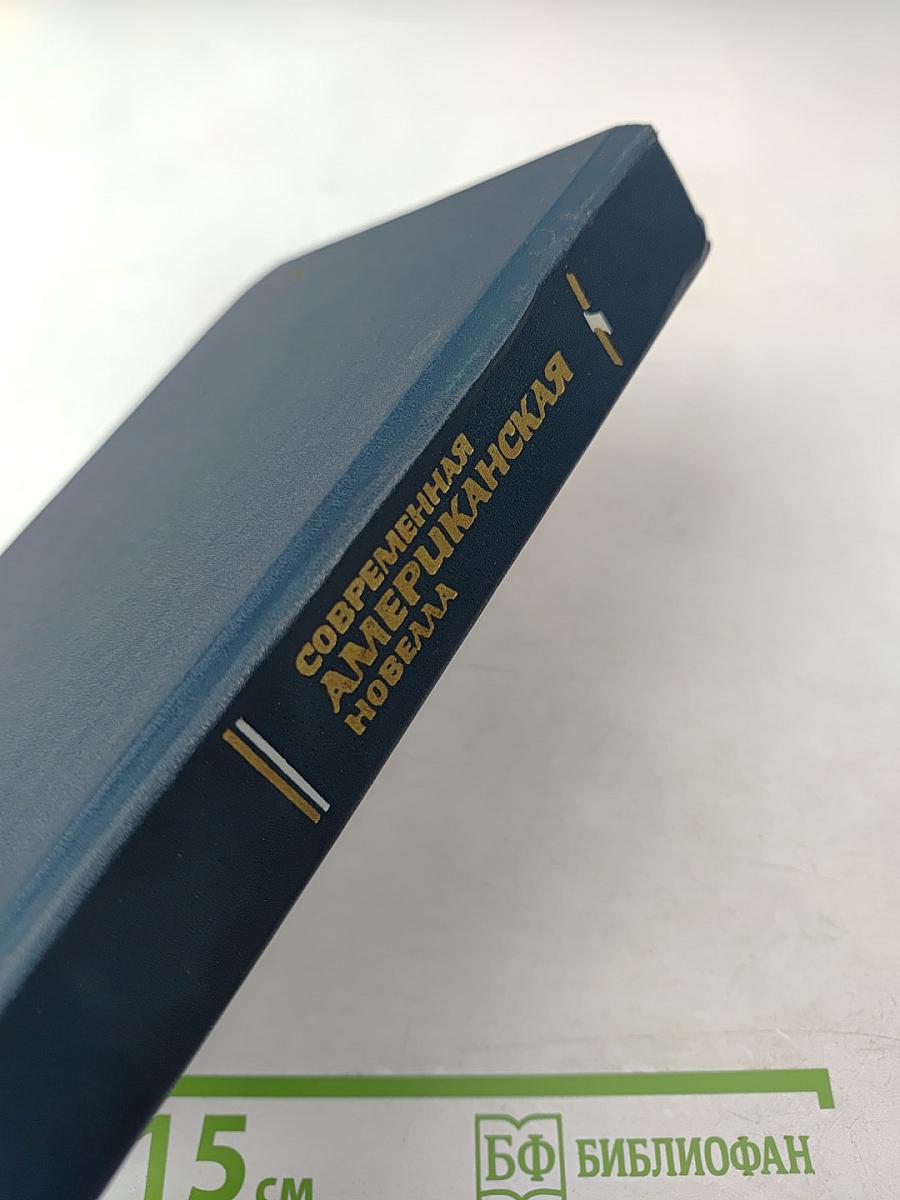 СОВРЕМЕННАЯ
АМЕРИКАНСКАЯ
НОВЕЛЛА
15 см
БФ БИБЛИОФАН